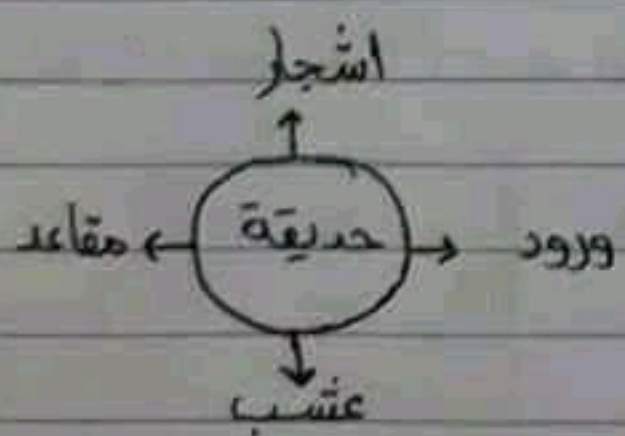 اشجار
ورود
حديقة
مقاعد
عشب